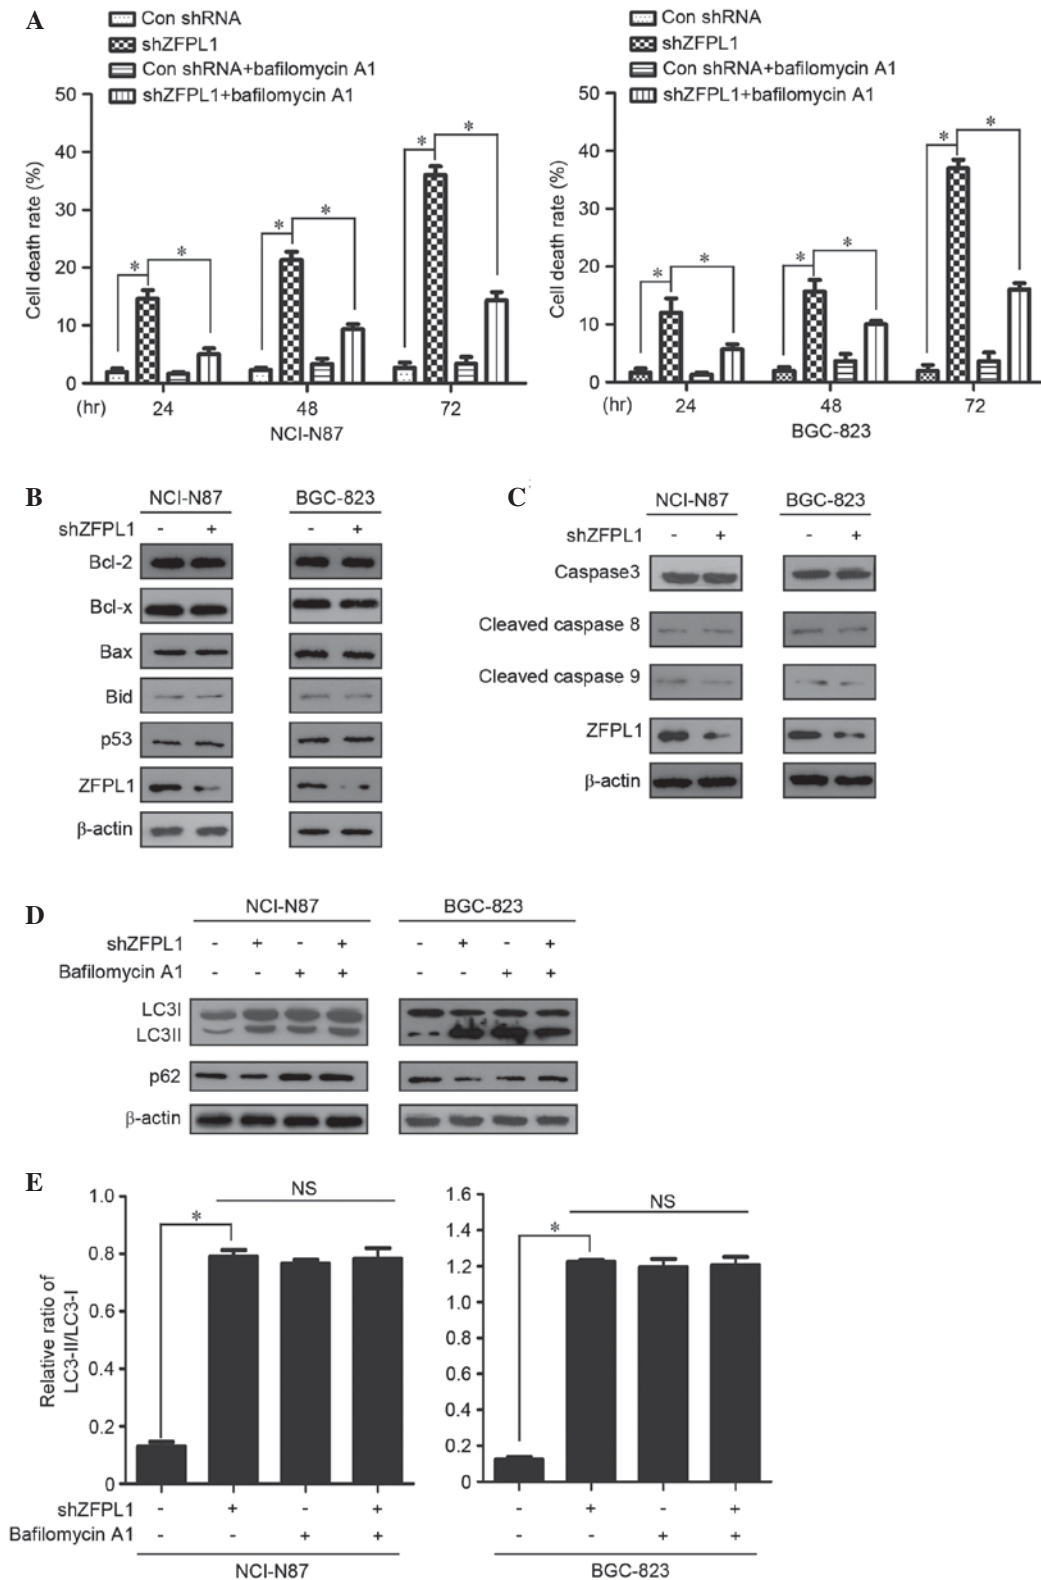 A
Con shRNA
shZFPL1
Con shRNA+bafilomycin A1
shZFPL1+bafilomycin A1
Cell death rate (%)
50
40
30
20
10
0
* * * * * *
(hr) 24 48 72
NCI-N87
Con shRNA
shZFPL1
Con shRNA+bafilomycin A1
shZFPL1+bafilomycin A1
Cell death rate (%)
50
40
30
20
10
0
* * * * * *
(hr) 24 48 72
BGC-823
B
NCI-N87 BGC-823
shZFPL1 - + - +
Bcl-2
Bcl-x
Bax
Bid
p53
ZFPL1
β-actin
C
NCI-N87 BGC-823
shZFPL1 - + - +
Caspase3
Cleaved caspase 8
Cleaved caspase 9
ZFPL1
β-actin
D
NCI-N87 BGC-823
shZFPL1 - + - + - + - +
Bafilomycin A1 - - + + - - + +
LC3I
LC3II
p62
β-actin
E
Relative ratio of
LC3-II/LC3-I
1.0
0.8
0.6
0.4
0.2
0
* NS
shZFPL1 - + - +
Bafilomycin A1 - - + +
NCI-N87
1.6
1.4
1.2
1.0
0.8
0.6
0.4
0.2
0
* NS
- + - +
- - + +
BGC-823